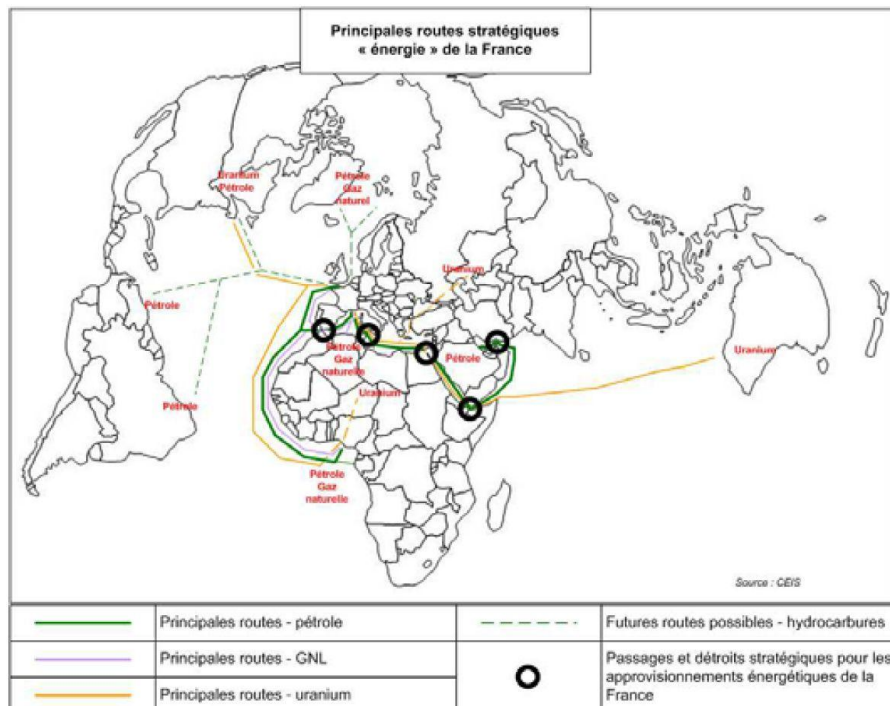 Principales routes stratégiques
« énergie » de la France
Uranium
Pétrole
Pétrole
Gaz
naturel
Uranium
Pétrole
Pétrole
Gaz
naturelle
Pétrole
Uranium
Uranium
Pétrole
Pétrole
Gaz
naturelle
Source : CEIS
Principales routes - pétrole
Futures routes possibles - hydrocarbures
Principales routes - GNL
Passages et détroits stratégiques pour les
approvisionnements énergétiques de la
France
Principales routes - uranium